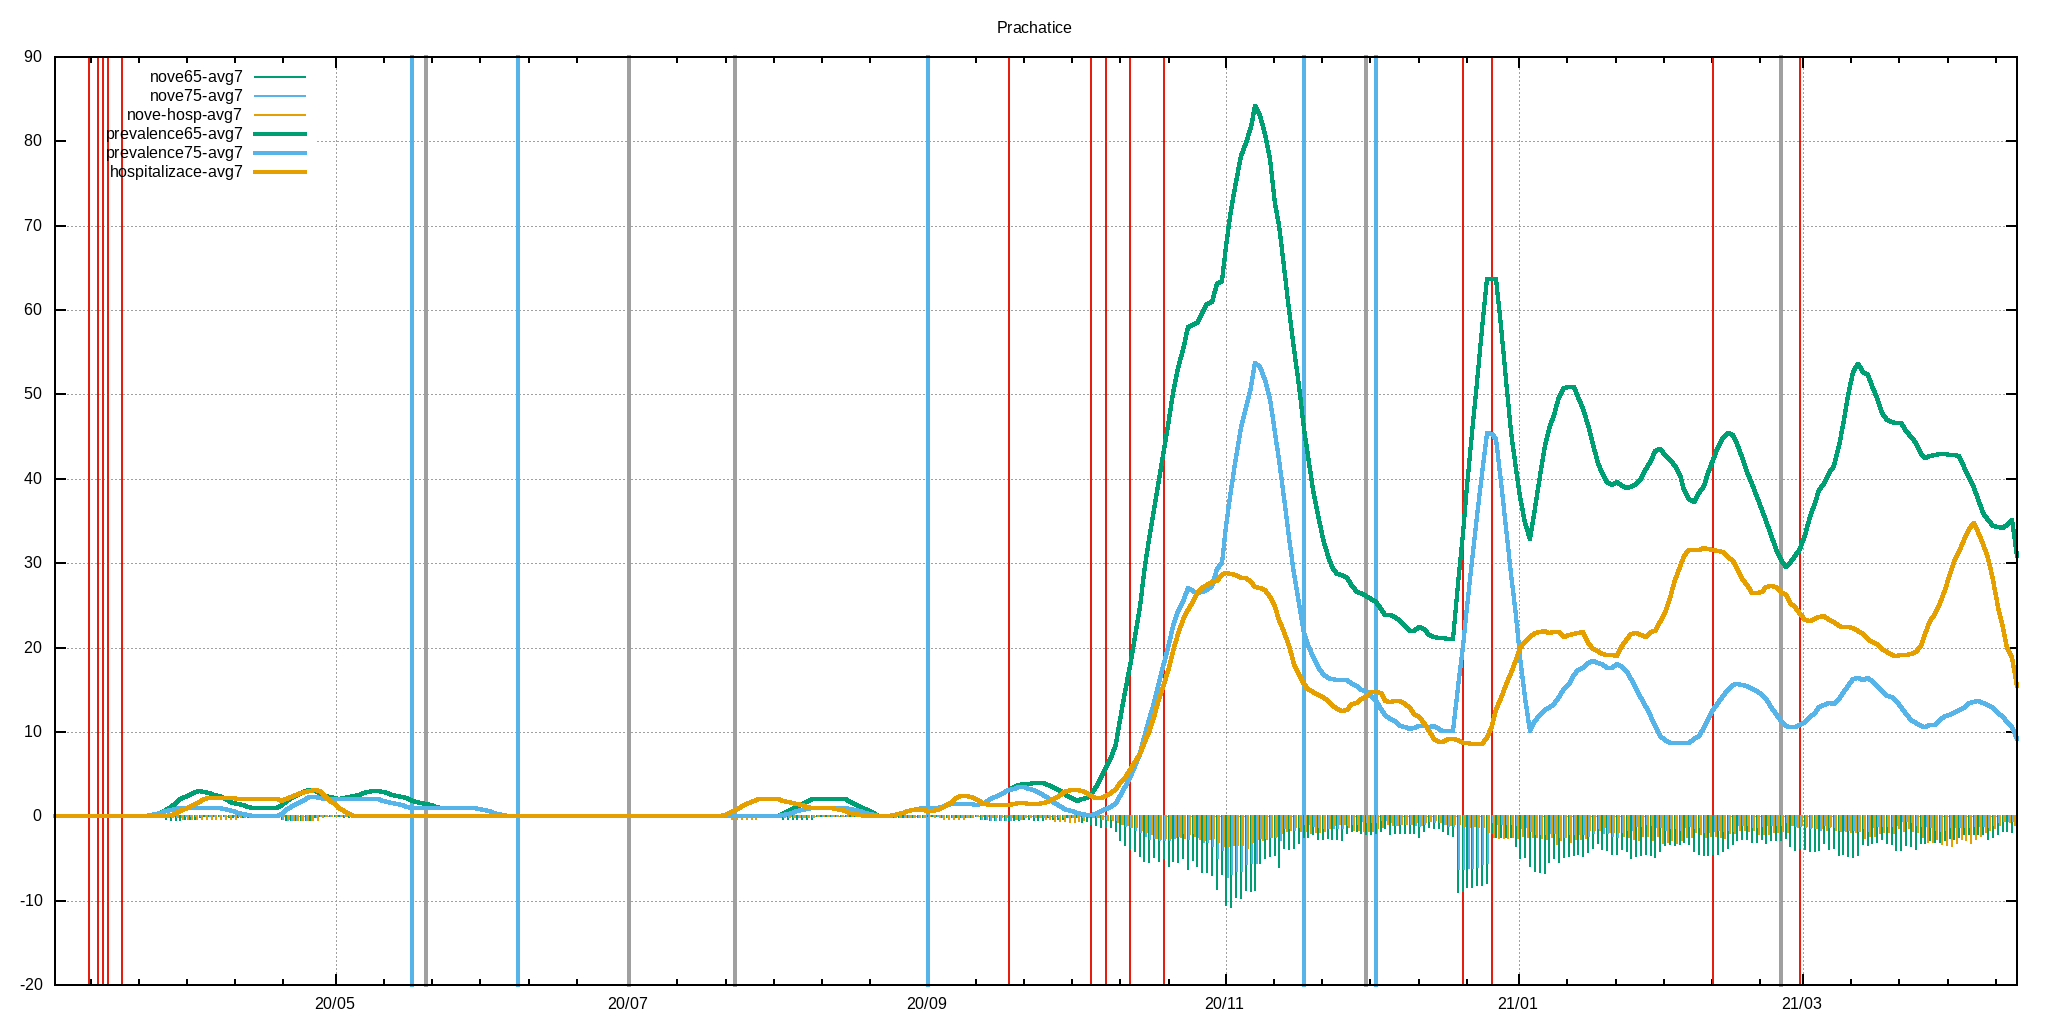 Prachatice
90
80
70
60
50
40
30
20
10
0
-10
-20
nove65-avg7
nove75-avg7
nove-hosp-avg7
prevalence65-avg7
prevalence75-avg7
hospitalizace-avg7
20/05 20/07 20/09 20/11 21/01 21/03